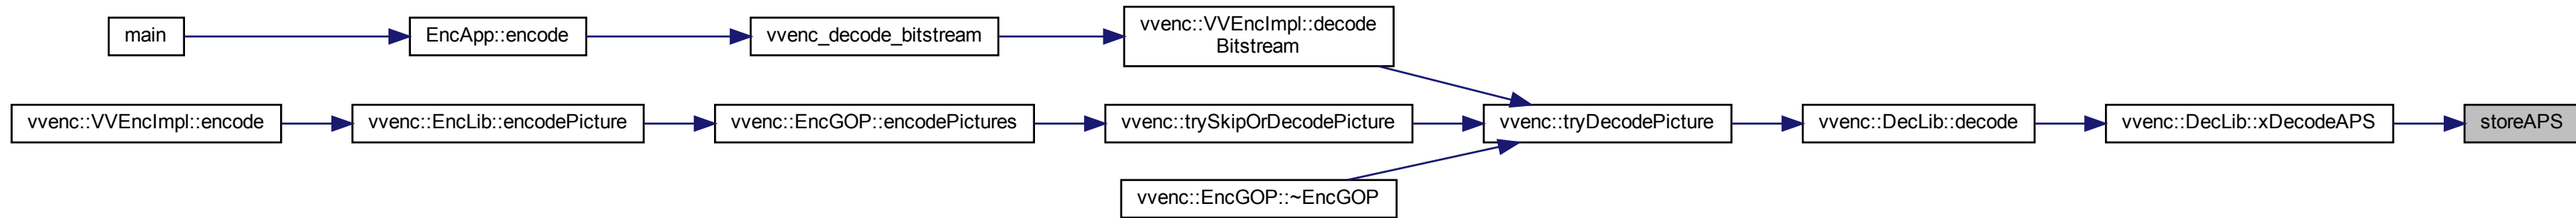 main
EncApp::encode
vvenc_decode_bitstream
vvenc::VVEncImpl::decode
Bitstream
vvenc::VVEncImpl::encode
vvenc::EncLib::encodePicture
vvenc::EncGOP::encodePictures
vvenc::trySkipOrDecodePicture
vvenc::tryDecodePicture
vvenc::DecLib::decode
vvenc::DecLib::xDecodeAPS
storeAPS
vvenc::EncGOP::~EncGOP